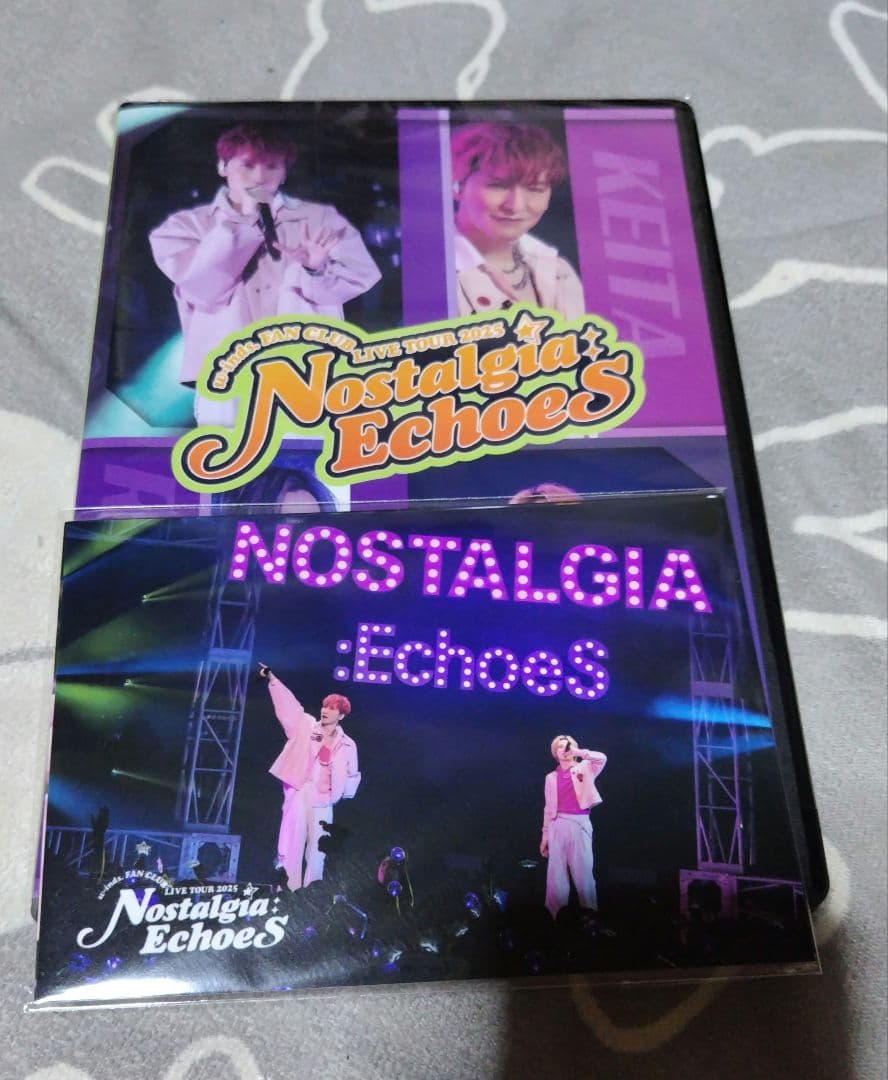 KEITA
w-inds. FAN CLUB
LIVE TOUR 2025
Nostalgia:
EchoeS
NOSTALGIA
:EchoeS
w-inds. FAN CLUB
LIVE TOUR 2025
Nostalgia:
EchoeS